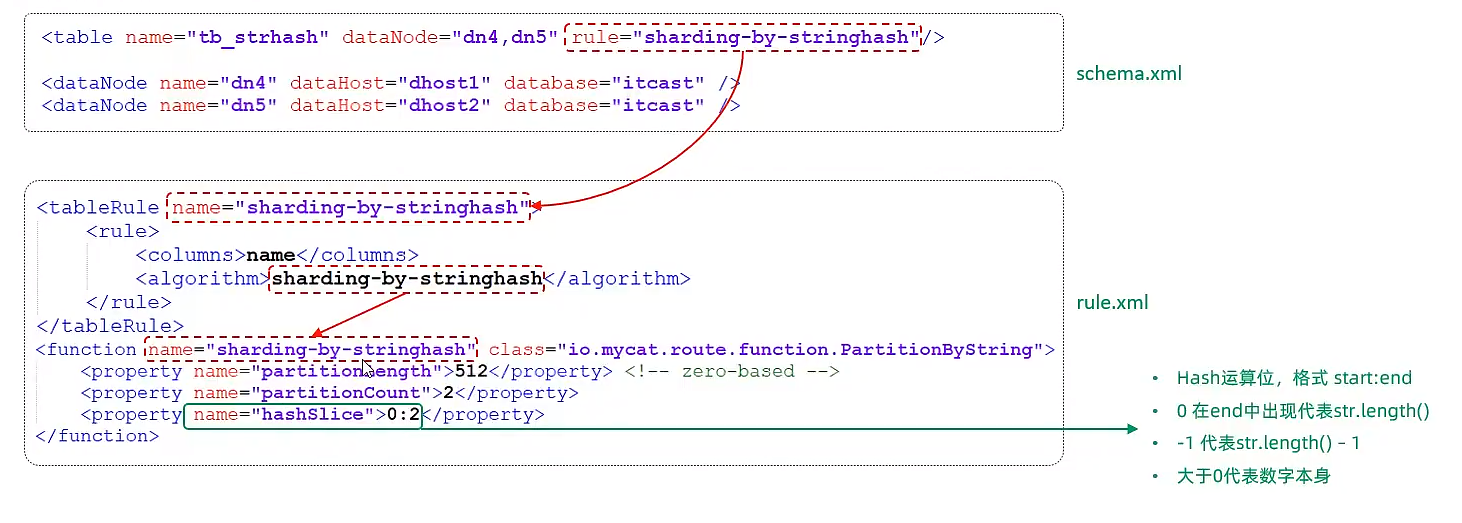 <table name="tb_strhash" dataNode="dn4,dn5" rule="sharding-by-stringhash"/>
<dataNode name="dn4" dataHost="dhost1" database="itcast" />
<dataNode name="dn5" dataHost="dhost2" database="itcast" />
schema.xml
<tableRule name="sharding-by-stringhash">
<rule>
<columns>name</columns>
<algorithm>sharding-by-stringhash</algorithm>
</rule>
</tableRule>
<function name="sharding-by-stringhash" class="io.mycat.route.function.PartitionByString">
<property name="partitionLength">512</property> <!-- zero-based -->
<property name="partitionCount">2</property>
<property name="hashSlice">0:2</property>
</function>
rule.xml
• Hash运算位，格式 start:end
• 0 在end中出现代表str.length()
• -1 代表str.length() – 1
• 大于0代表数字本身